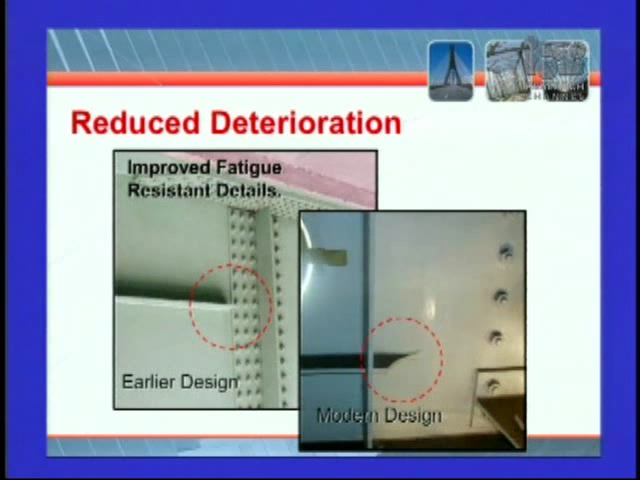 Reduced Deterioration
Improved Fatigue
Resistant Details.
Earlier Design
Modern Design